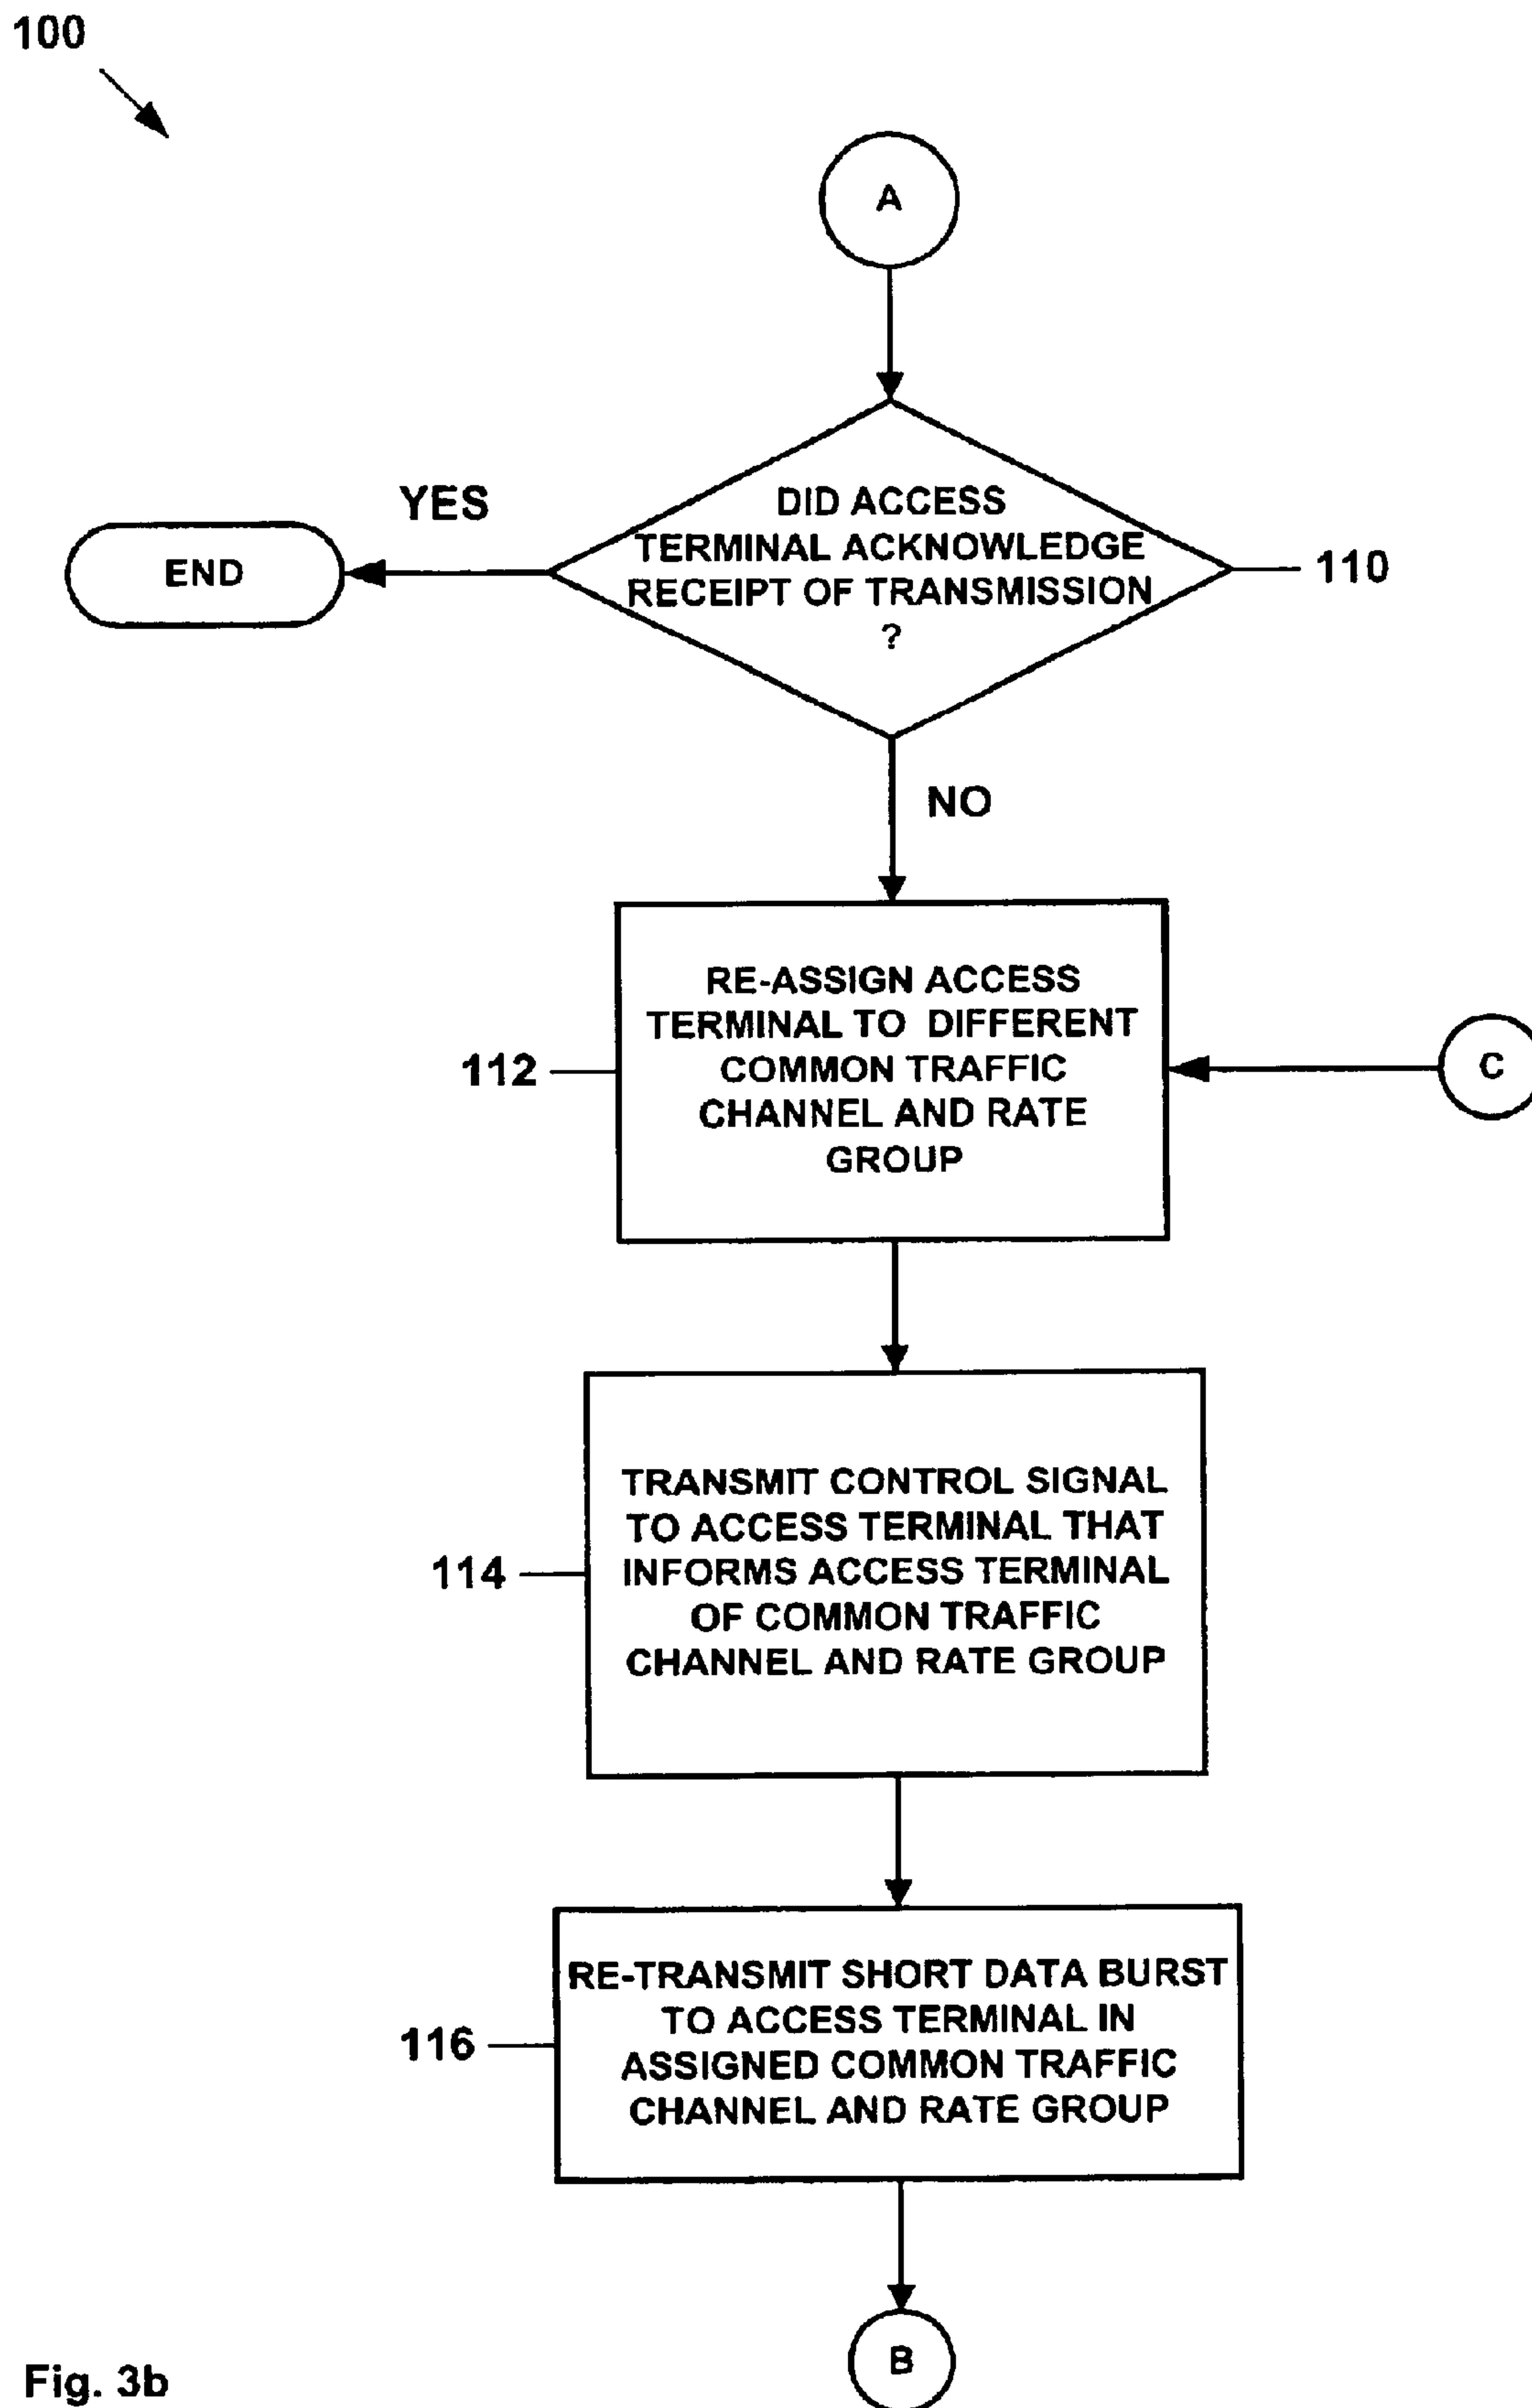 100
A
DID ACCESS
TERMINAL ACKNOWLEDGE
RECEIPT OF TRANSMISSION
?
YES
END
110
NO
RE-ASSIGN ACCESS
TERMINAL TO DIFFERENT
COMMON TRAFFIC
CHANNEL AND RATE
GROUP
112
C
TRANSMIT CONTROL SIGNAL
TO ACCESS TERMINAL THAT
INFORMS ACCESS TERMINAL
OF COMMON TRAFFIC
CHANNEL AND RATE GROUP
114
RE-TRANSMIT SHORT DATA BURST
TO ACCESS TERMINAL IN
ASSIGNED COMMON TRAFFIC
CHANNEL AND RATE GROUP
116
B
Fig. 3b